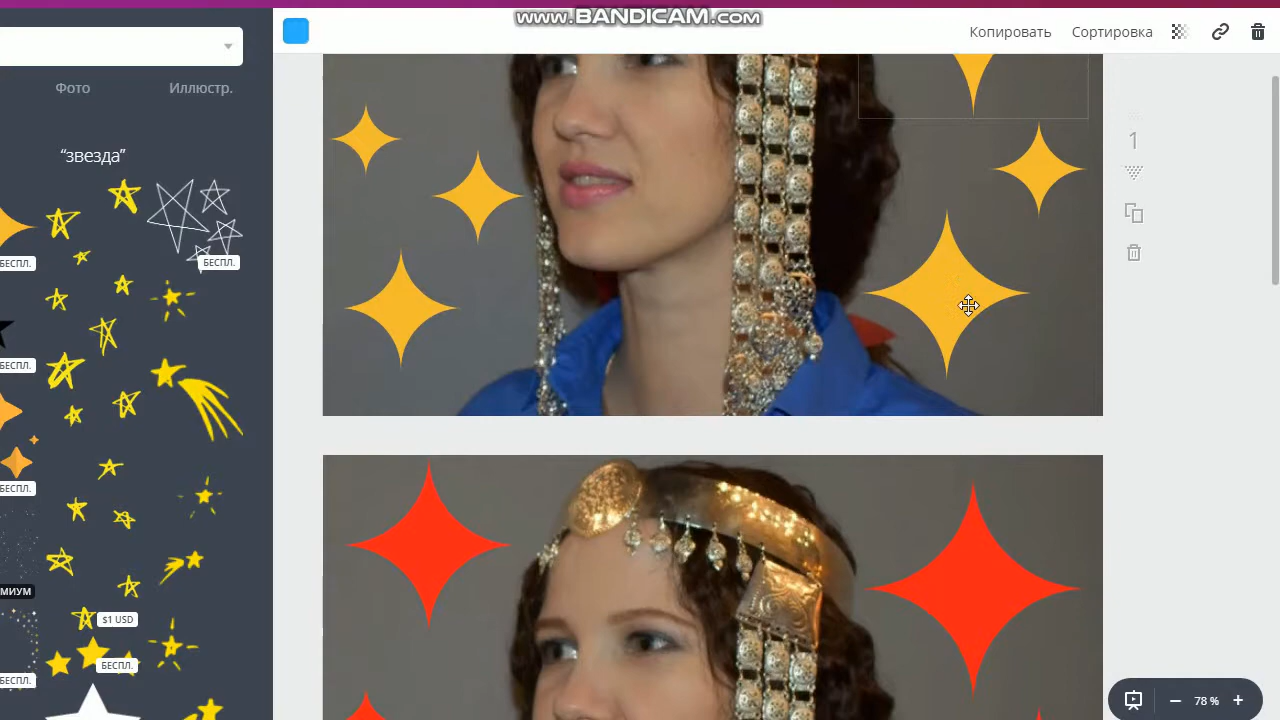 www.BANDICAM.com
Копировать
Сортировка
Фото
Иллюстр.
“звезда”
1
БЕСПЛ.
БЕСПЛ.
БЕСПЛ.
БЕСПЛ.
МИУМ
$1 USD
БЕСПЛ.
БЕСПЛ.
78 %